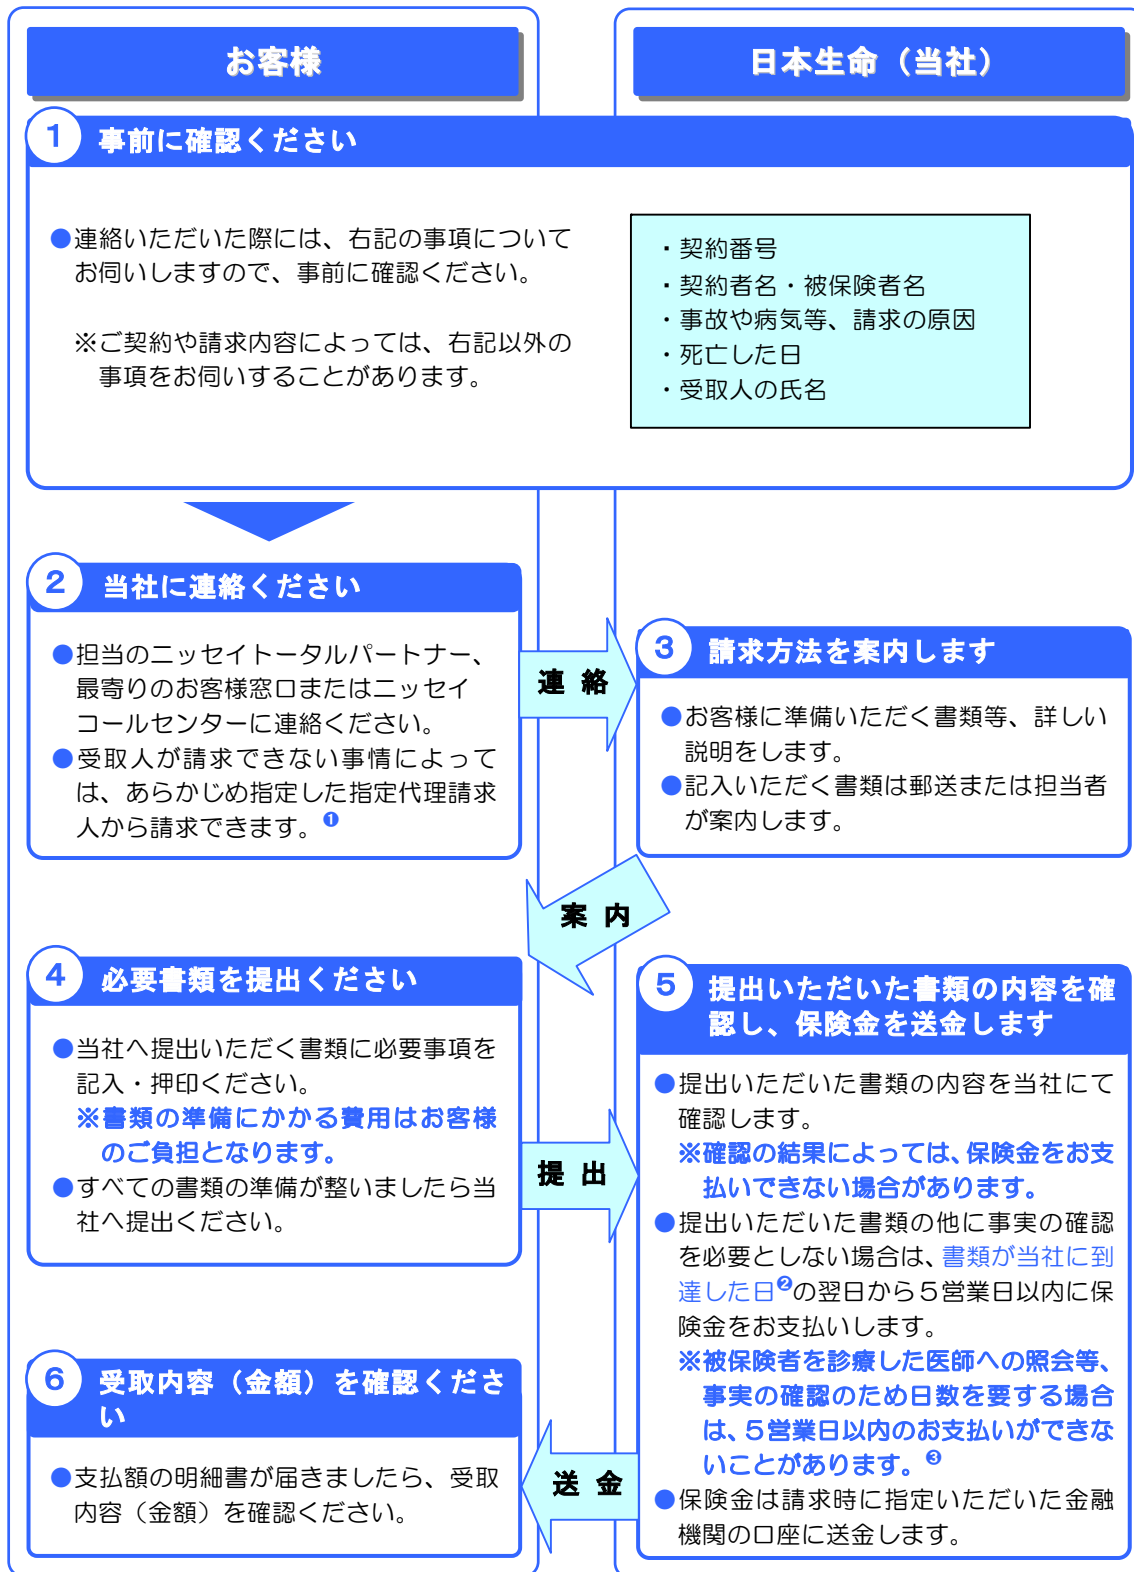 お客様
日本生命（当社）
1 事前に確認ください
●連絡いただいた際には、右記の事項について
お伺いしますので、事前に確認ください。
※ご契約や請求内容によっては、右記以外の
事項をお伺いすることがあります。
・契約番号
・契約者名・被保険者名
・事故や病気等、請求の原因
・死亡した日
・受取人の氏名
2 当社に連絡ください
●担当のニッセイトータルパートナー、
最寄りのお客様窓口またはニッセイ
コールセンターに連絡ください。
●受取人が請求できない事情によって
は、あらかじめ指定した指定代理請求
人から請求できます。❶
連 絡
3 請求方法を案内します
●お客様に準備いただく書類等、詳しい
説明をします。
●記入いただく書類は郵送または担当者
が案内します。
案 内
4 必要書類を提出ください
●当社へ提出いただく書類に必要事項を
記入・押印ください。
※書類の準備にかかる費用はお客様
のご負担となります。
●すべての書類の準備が整いましたら当
社へ提出ください。
提 出
5 提出いただいた書類の内容を確
認し、保険金を送金します
●提出いただいた書類の内容を当社にて
確認します。
※確認の結果によっては、保険金をお支
払いできない場合があります。
●提出いただいた書類の他に事実の確認
を必要としない場合は、書類が当社に到
達した日❷の翌日から５営業日以内に保
険金をお支払いします。
※被保険者を診療した医師への照会等、
事実の確認のため日数を要する場合
は、５営業日以内のお支払いができな
いことがあります。❸
●保険金は請求時に指定いただいた金融
機関の口座に送金します。
送 金
6 受取内容（金額）を確認くださ
い
●支払額の明細書が届きましたら、受取
内容（金額）を確認ください。